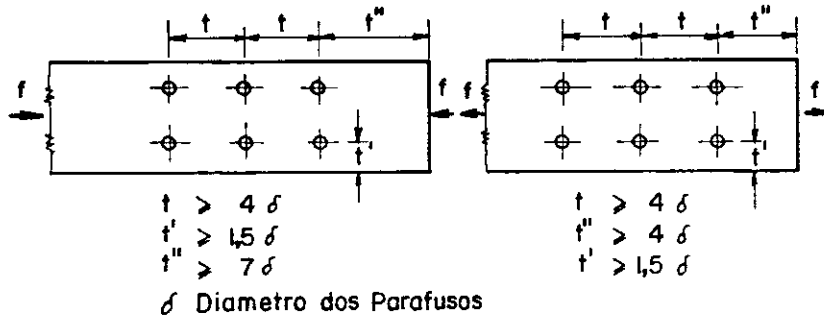 t t t"
t t t"
f f
f f
t'
t'
t ⩾ 4 δ
t' ⩾ 1,5 δ
t" ⩾ 7 δ
t ⩾ 4 δ
t" ⩾ 4 δ
t' ⩾ 1,5 δ
δ Diametro dos Parafusos